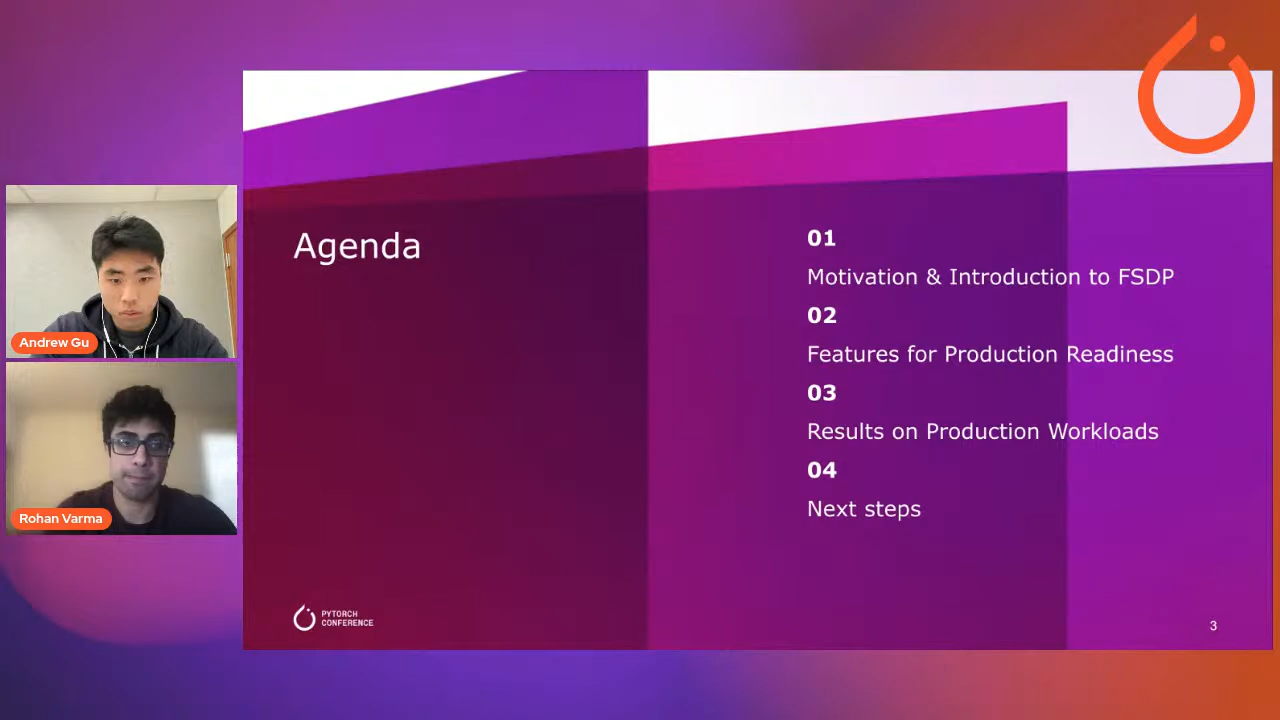 Andrew Gu
Rohan Varma
Agenda
01
Motivation & Introduction to FSDP
02
Features for Production Readiness
03
Results on Production Workloads
04
Next steps
PYTORCH
CONFERENCE
3